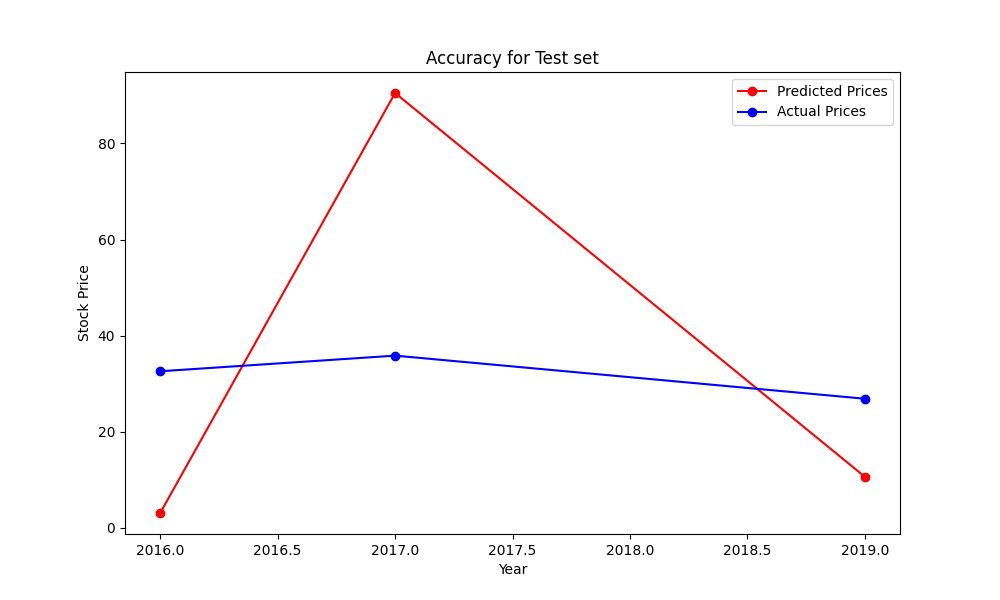 Accuracy for Test set
Predicted Prices
Actual Prices
80
60
40
20
0
Stock Price
2016.0 2016.5 2017.0 2017.5 2018.0 2018.5 2019.0
Year